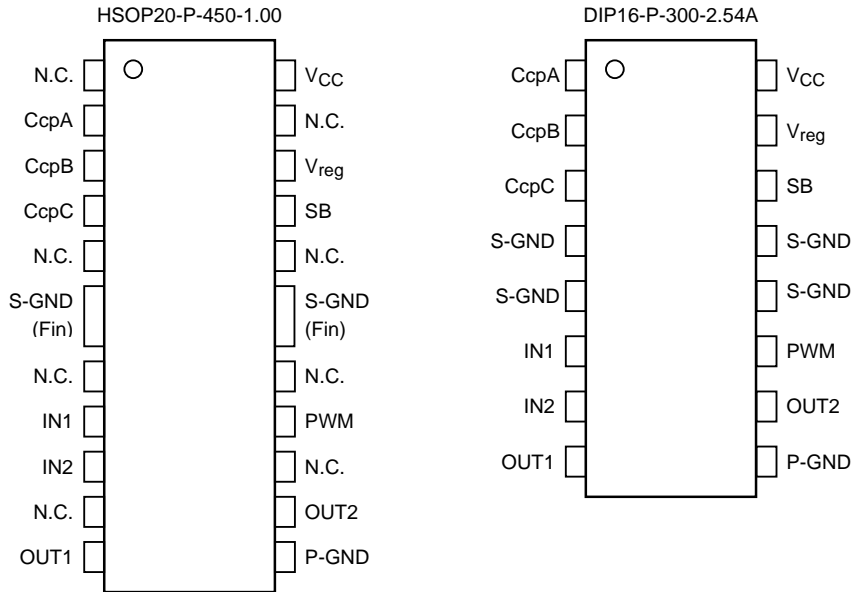 HSOP20-P-450-1.00
N.C.
CcpA
CcpB
CcpC
N.C.
S-GND
(Fin)
N.C.
IN1
IN2
N.C.
OUT1
VCC
N.C.
Vreg
SB
N.C.
S-GND
(Fin)
N.C.
PWM
N.C.
OUT2
P-GND
DIP16-P-300-2.54A
CcpA
CcpB
CcpC
S-GND
S-GND
IN1
IN2
OUT1
VCC
Vreg
SB
S-GND
S-GND
PWM
OUT2
P-GND